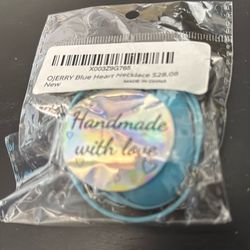 X003Z9G765
OJERRY Blue Heart Necklace $28.08
New
MADE IN CHINA
Handmade
with love